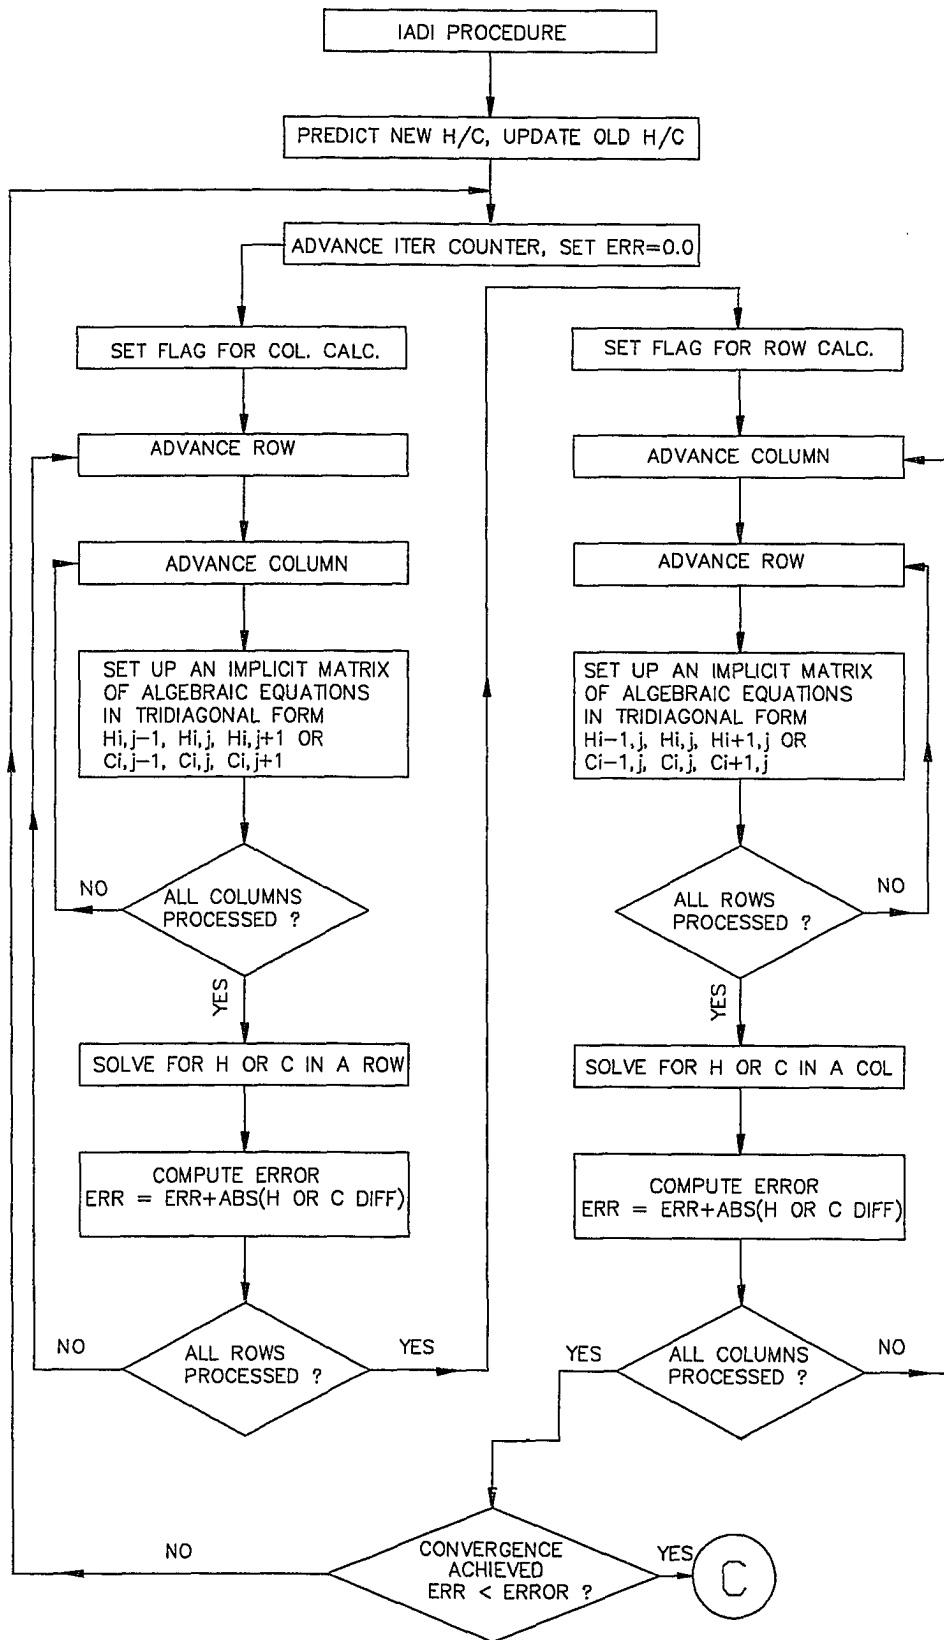 IADI PROCEDURE
PREDICT NEW H/C, UPDATE OLD H/C
ADVANCE ITER COUNTER, SET ERR=0.0
SET FLAG FOR COL. CALC.
ADVANCE ROW
ADVANCE COLUMN
SET UP AN IMPLICIT MATRIX
OF ALGEBRAIC EQUATIONS
IN TRIDIAGONAL FORM
Hi,j-1, Hi,j, Hi,j+1 OR
Ci,j-1, Ci,j, Ci,j+1
NO
ALL COLUMNS
PROCESSED ?
YES
SOLVE FOR H OR C IN A ROW
COMPUTE ERROR
ERR = ERR+ABS(H OR C DIFF)
NO
ALL ROWS
PROCESSED ?
YES
SET FLAG FOR ROW CALC.
ADVANCE COLUMN
ADVANCE ROW
SET UP AN IMPLICIT MATRIX
OF ALGEBRAIC EQUATIONS
IN TRIDIAGONAL FORM
Hi-1,j, Hi,j, Hi+1,j OR
Ci-1,j, Ci,j, Ci+1,j
ALL ROWS
PROCESSED ?
NO
YES
SOLVE FOR H OR C IN A COL
COMPUTE ERROR
ERR = ERR+ABS(H OR C DIFF)
YES
ALL COLUMNS
PROCESSED ?
NO
NO
CONVERGENCE
ACHIEVED
ERR < ERROR ?
YES
C